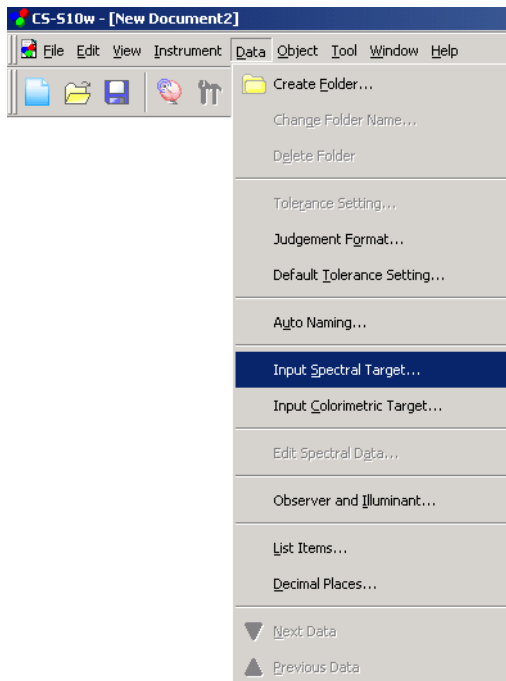 CS-S10w - [New Document2]
File Edit View Instrument Data Object Tool Window Help
Create Folder...
Change Folder Name...
Delete Folder
Tolerance Setting...
Judgement Format...
Default Tolerance Setting...
Auto Naming...
Input Spectral Target...
Input Colorimetric Target...
Edit Spectral Data...
Observer and Illuminant...
List Items...
Decimal Places...
Next Data
Previous Data